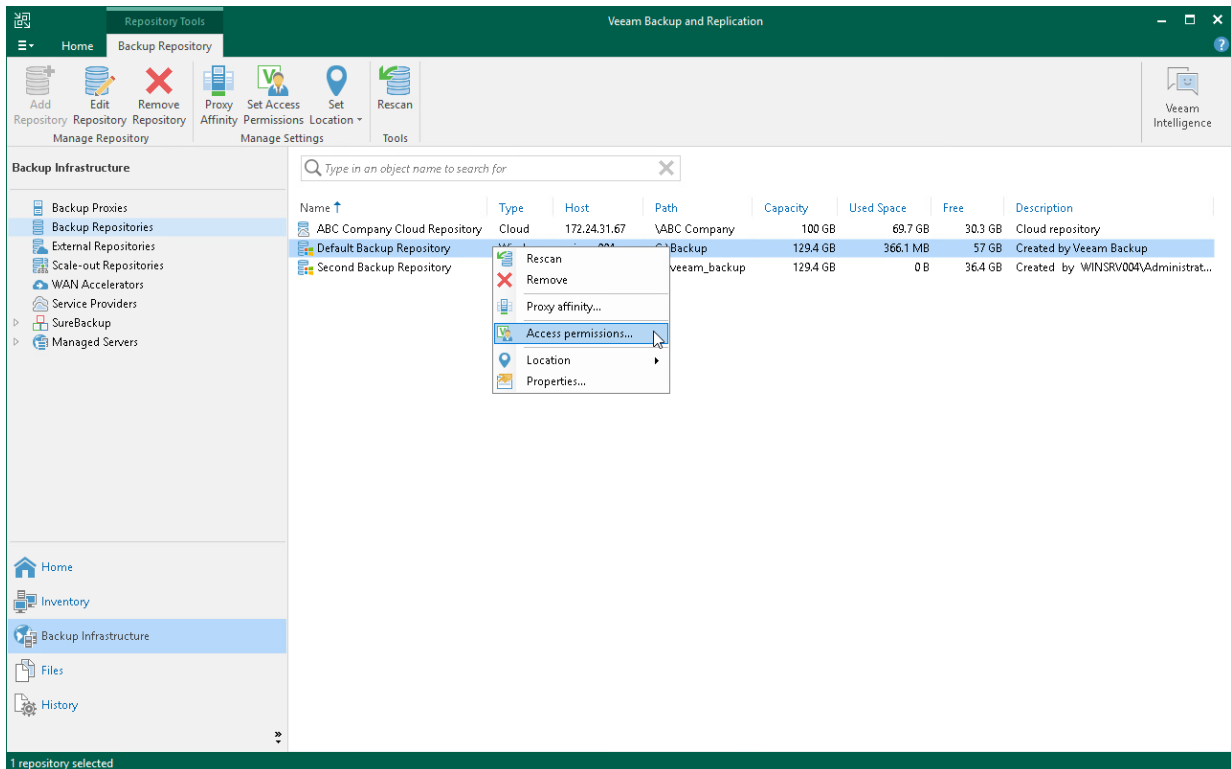 Repository Tools
Veeam Backup and Replication
Home
Backup Repository
Add Repository
Edit Repository
Remove Repository
Manage Repository
Proxy Affinity
Set Access Permissions
Set Location
Manage Settings
Rescan
Tools
Veeam Intelligence
Backup Infrastructure
Type in an object name to search for
Backup Proxies
Backup Repositories
External Repositories
Scale-out Repositories
WAN Accelerators
Service Providers
SureBackup
Managed Servers
Name Type Host Path Capacity Used Space Free Description
ABC Company Cloud Repository Cloud 172.24.31.67 \ABC Company 100 GB 69.7 GB 30.3 GB Cloud repository
Default Backup Repository 129.4 GB 366.1 MB 57 GB Created by Veeam Backup
Second Backup Repository veeam_backup 129.4 GB 0 B 36.4 GB Created by WINSRV004\Administrat...
Rescan
Remove
Proxy affinity...
Access permissions...
Location
Properties...
Home
Inventory
Backup Infrastructure
Files
History
1 repository selected